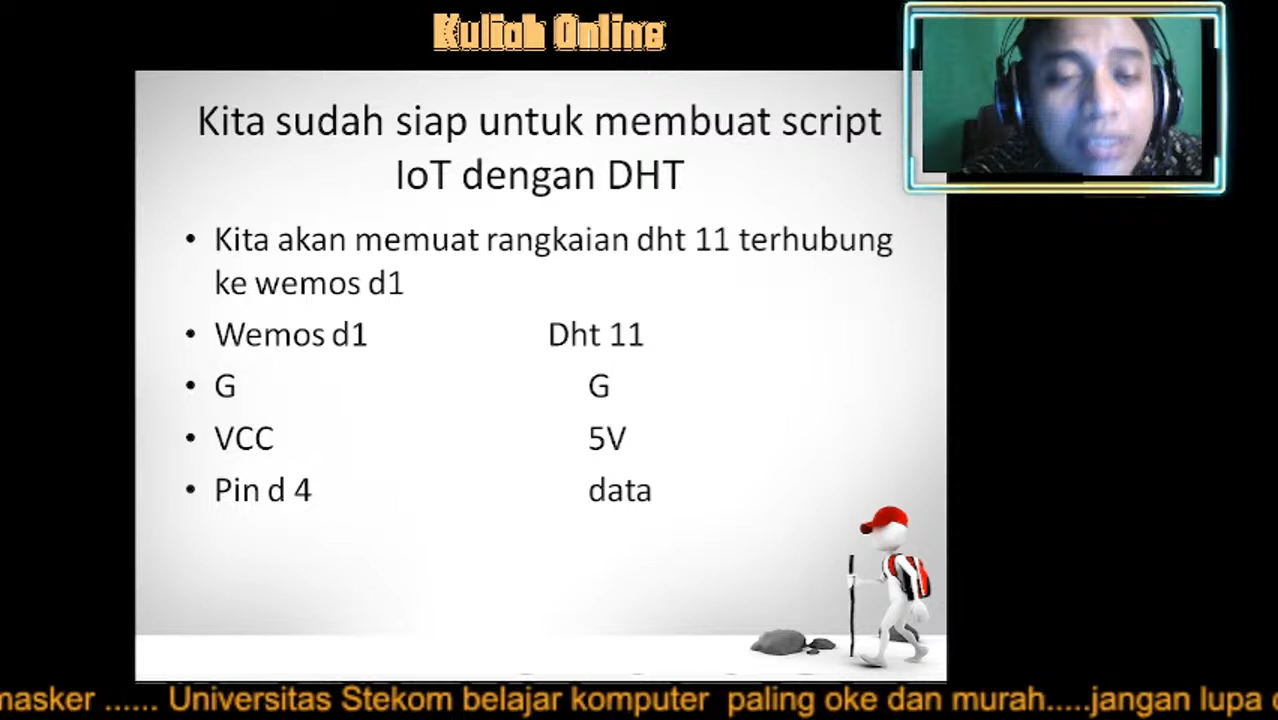 Kuliah Online
Kita sudah siap untuk membuat script
IoT dengan DHT
• Kita akan memuat rangkaian dht 11 terhubung
ke wemos d1
• Wemos d1 Dht 11
• G G
• VCC 5V
• Pin d 4 data
masker ...... Universitas Stekom belajar komputer paling oke dan murah.....jangan lupa